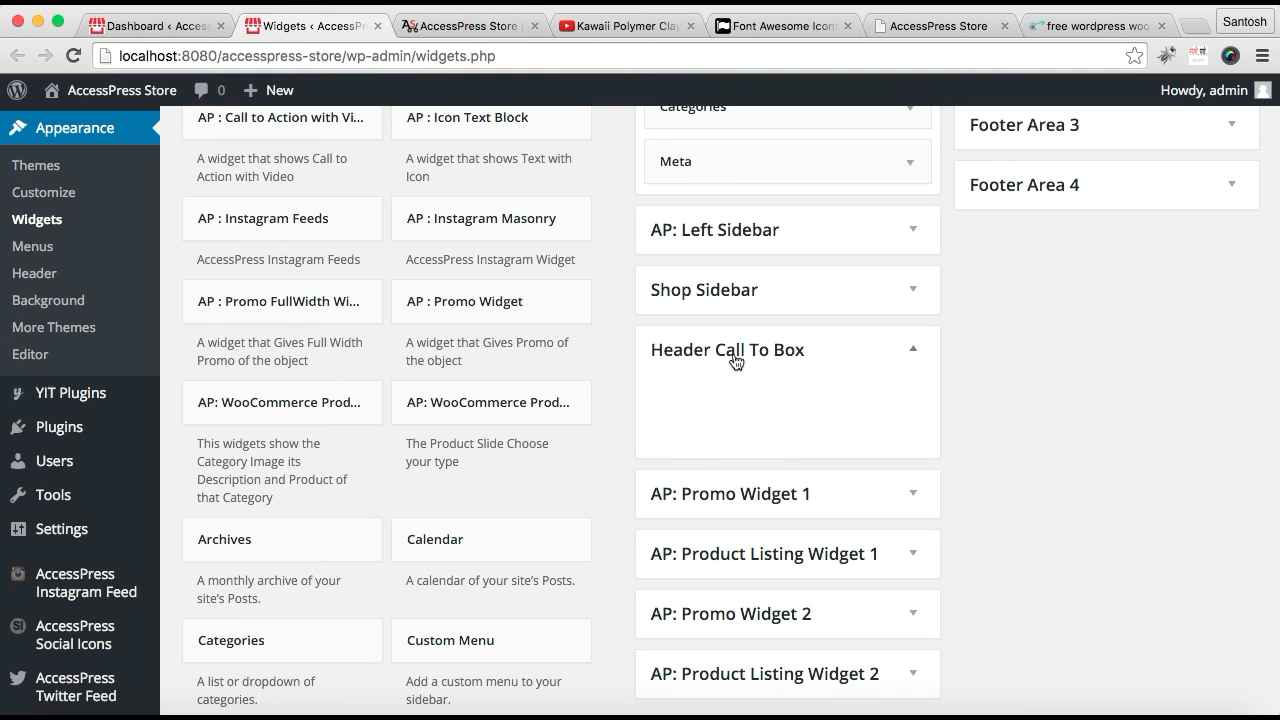 Dashboard ‹ Access
Widgets ‹ AccessPr
AccessPress Store |
Kawaii Polymer Clay
Font Awesome Icons
AccessPress Store
free wordpress woo
Santosh
localhost:8080/accesspress-store/wp-admin/widgets.php
AccessPress Store
0
New
Howdy, admin
Appearance
Themes
Customize
Widgets
Menus
Header
Background
More Themes
Editor
YIT Plugins
Plugins
Users
Tools
Settings
AccessPress
Instagram Feed
AccessPress
Social Icons
AccessPress
Twitter Feed
AP : Call to Action with Vi...
A widget that shows Call to
Action with Video
AP : Icon Text Block
A widget that shows Text with
Icon
AP : Instagram Feeds
AccessPress Instagram Feeds
AP : Instagram Masonry
AccessPress Instagram Widget
AP : Promo FullWidth Wi...
A widget that Gives Full Width
Promo of the object
AP : Promo Widget
A widget that Gives Promo of
the object
AP: WooCommerce Prod...
This widgets show the
Category Image its
Description and Product of
that Category
AP: WooCommerce Prod...
The Product Slide Choose
your type
Archives
A monthly archive of your
site's Posts.
Calendar
A calendar of your site's Posts.
Categories
A list or dropdown of
categories.
Custom Menu
Add a custom menu to your
sidebar.
Categories
Meta
AP: Left Sidebar
Shop Sidebar
Header Call To Box
AP: Promo Widget 1
AP: Product Listing Widget 1
AP: Promo Widget 2
AP: Product Listing Widget 2
Footer Area 3
Footer Area 4